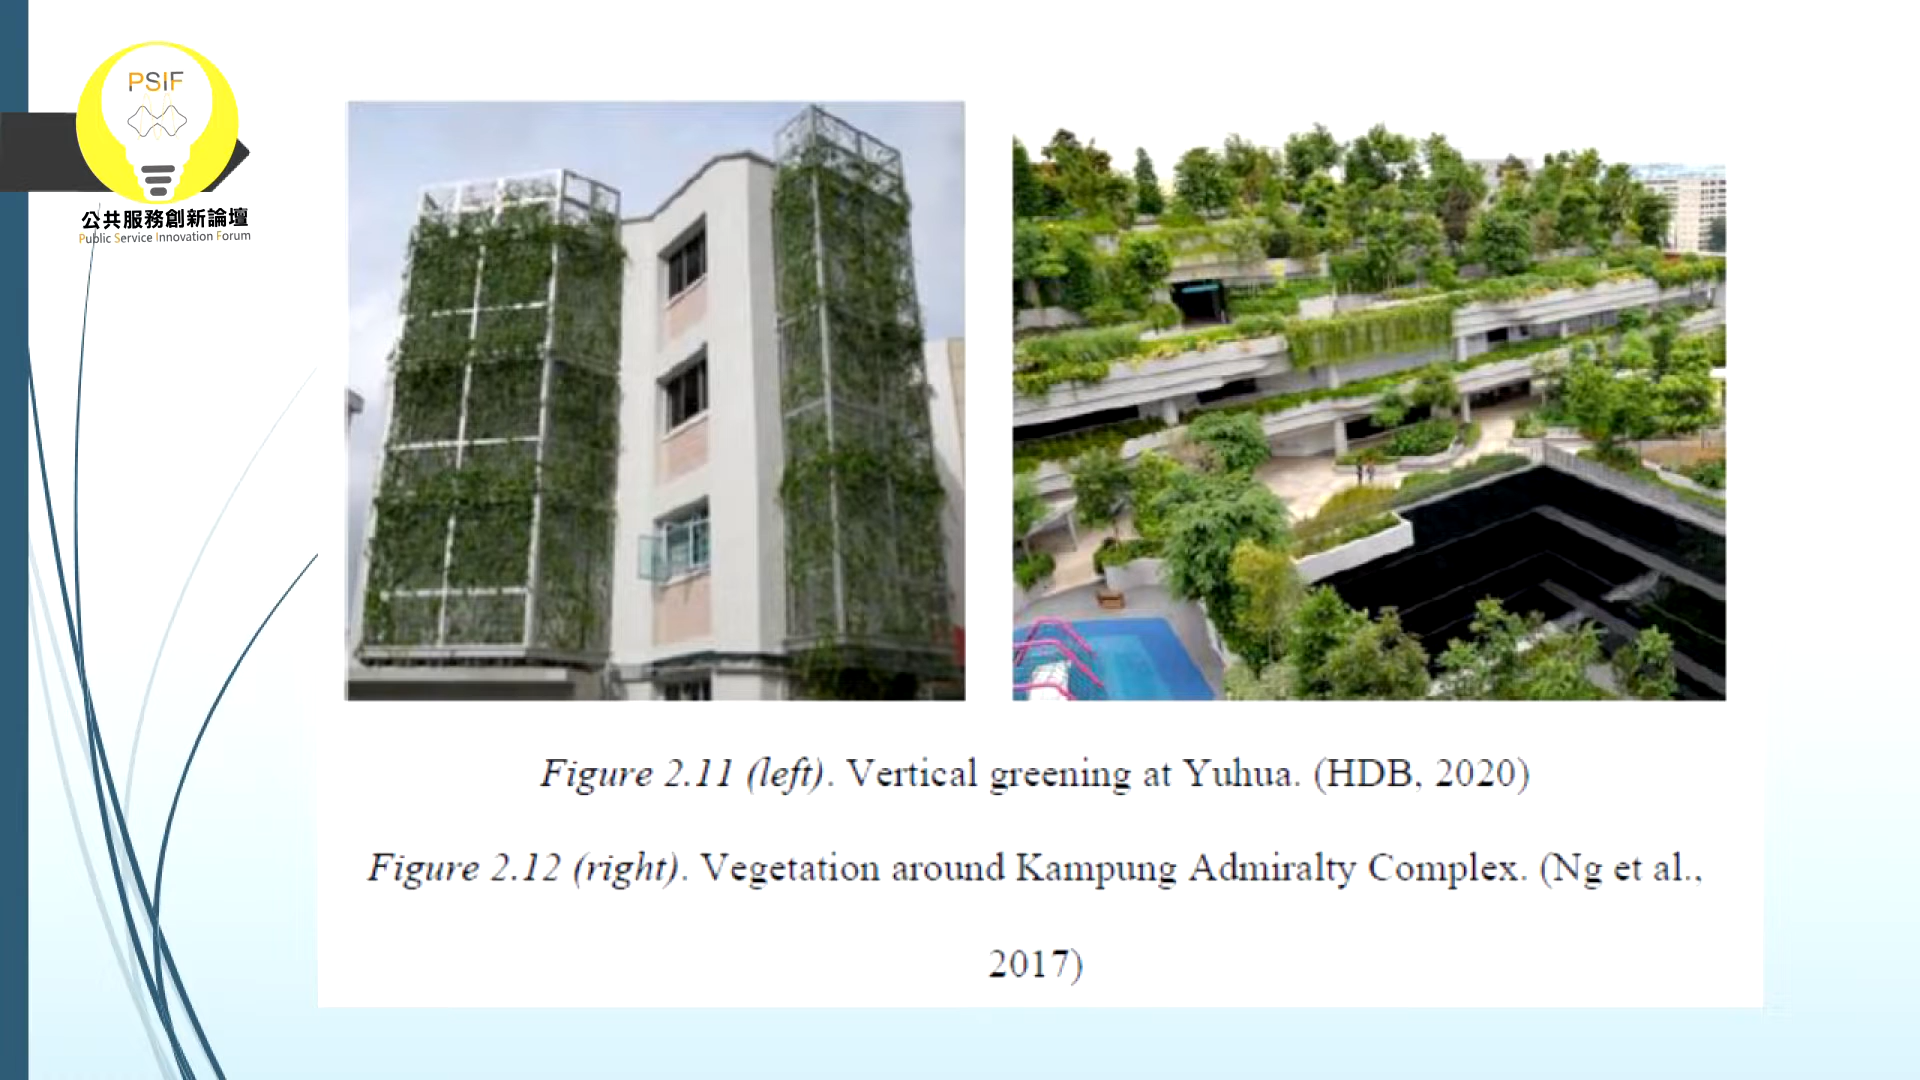 PSIF
公共服務創新論壇
Public Service Innovation Forum
Figure 2.11 (left). Vertical greening at Yuhua. (HDB, 2020)
Figure 2.12 (right). Vegetation around Kampung Admiralty Complex. (Ng et al.,
2017)